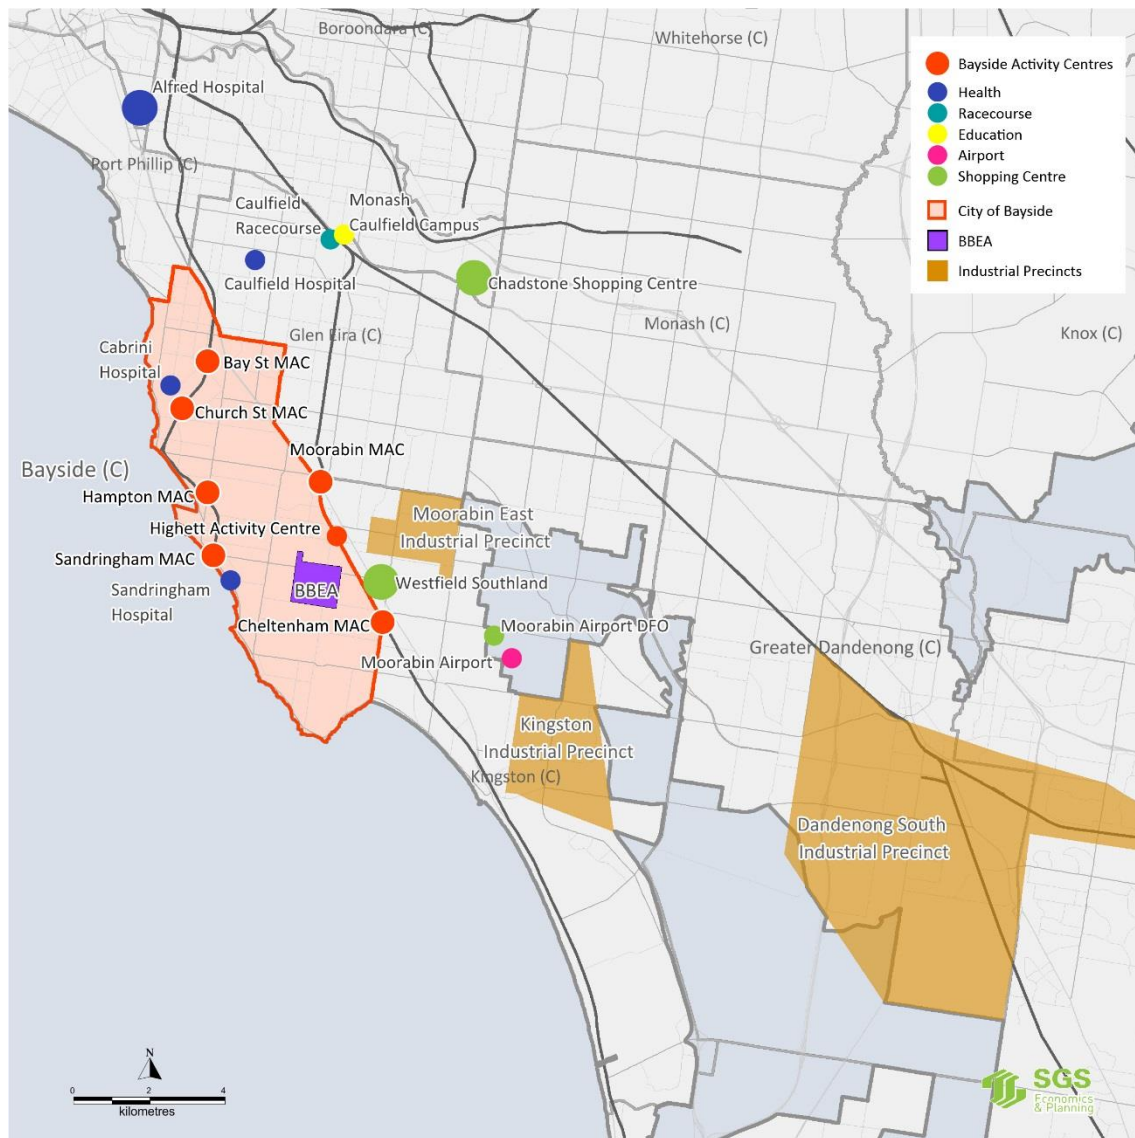 Boroondara (C)
Whitehorse (C)
Alfred Hospital
Port Phillip (C)
Caulfield
Racecourse
Monash
Caulfield Campus
Caulfield Hospital
Chadstone Shopping Centre
Glen Eira (C)
Monash (C)
Knox (C)
Cabrini
Hospital
Bay St MAC
Church St MAC
Moorabin MAC
Bayside (C)
Hampton MAC
Highett Activity Centre
Moorabin East
Industrial Precinct
Sandringham MAC
Sandringham
Hospital
BBEA
Westfield Southland
Cheltenham MAC
Moorabin Airport DFO
Moorabin Airport
Greater Dandenong (C)
Kingston
Industrial Precinct
Kingston (C)
Dandenong South
Industrial Precinct
Bayside Activity Centres
Health
Racecourse
Education
Airport
Shopping Centre
City of Bayside
BBEA
Industrial Precincts
N
0 2 4
kilometres
SGS
Economics
& Planning